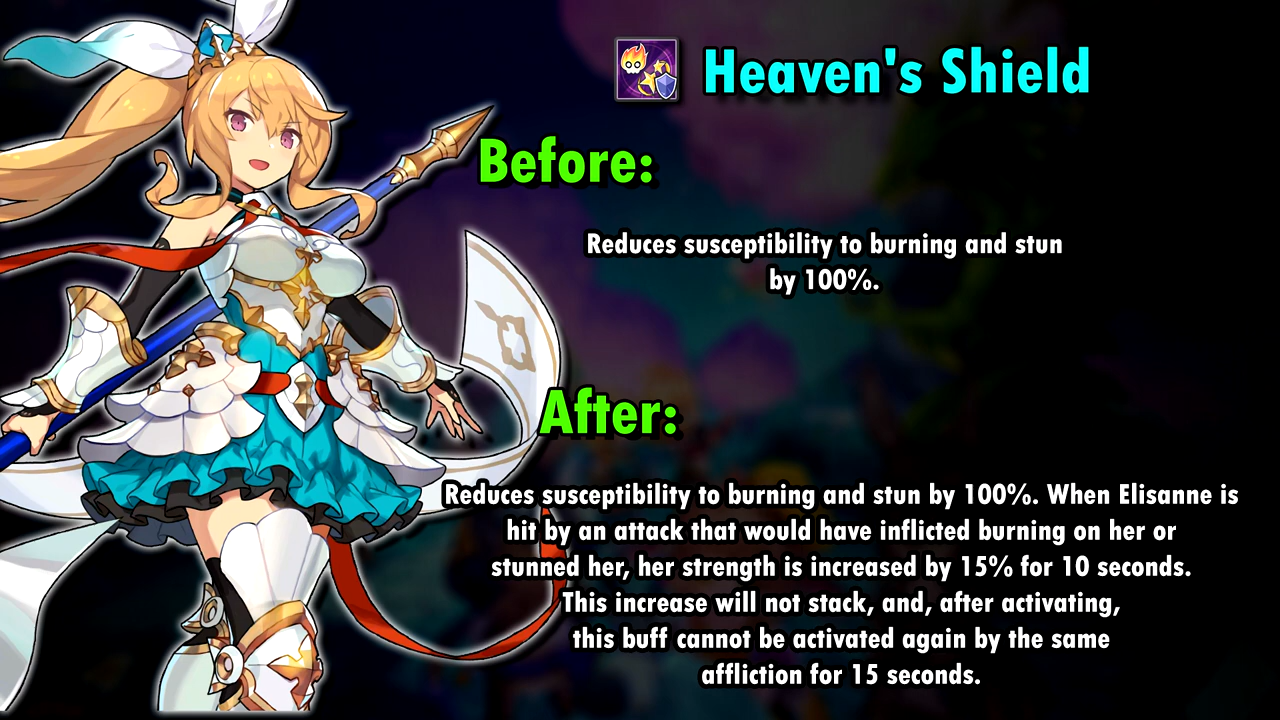 Heaven's Shield
Before:
Reduces susceptibility to burning and stun
by 100%.
After:
Reduces susceptibility to burning and stun by 100%. When Elisanne is
hit by an attack that would have inflicted burning on her or
stunned her, her strength is increased by 15% for 10 seconds.
This increase will not stack, and, after activating,
this buff cannot be activated again by the same
affliction for 15 seconds.